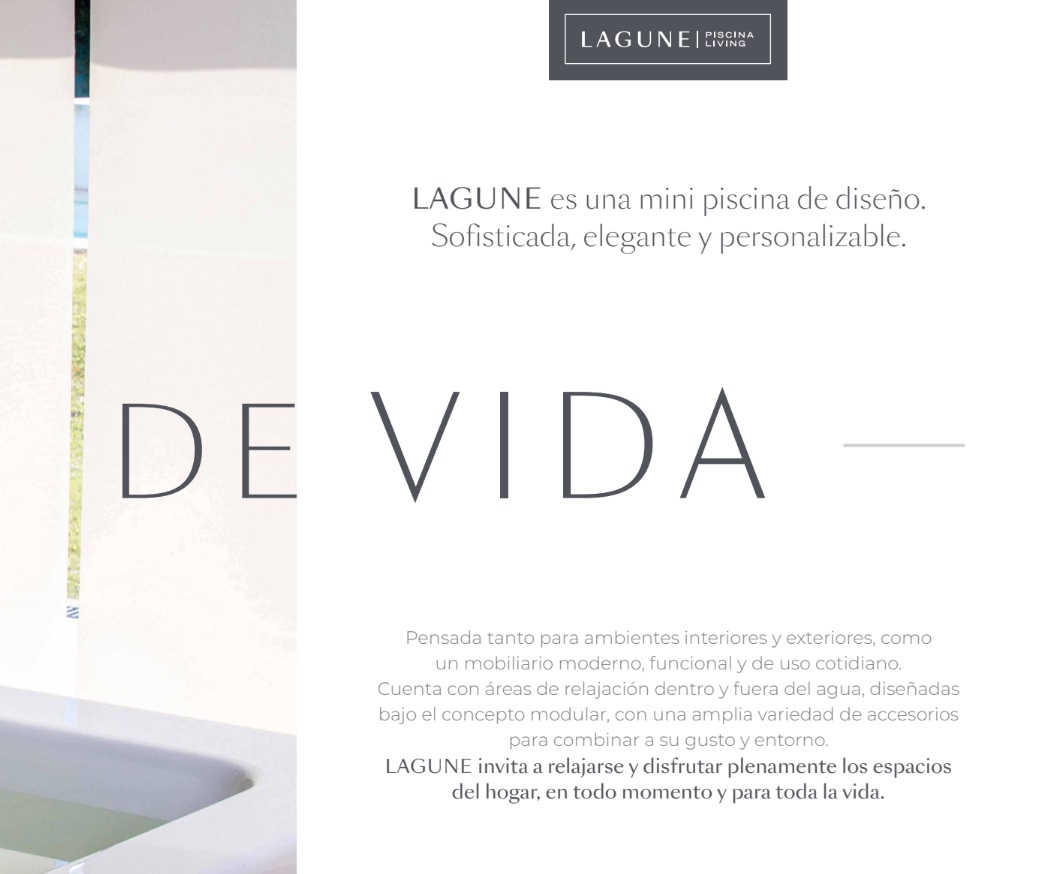 LAGUNE | PISCINA LIVING
LAGUNE es una mini piscina de diseño.
Sofisticada, elegante y personalizable.
DE VIDA
Pensada tanto para ambientes interiores y exteriores, como
un mobiliario moderno, funcional y de uso cotidiano.
Cuenta con áreas de relajación dentro y fuera del agua, diseñadas
bajo el concepto modular, con una amplia variedad de accesorios
para combinar a su gusto y entorno.
LAGUNE invita a relajarse y disfrutar plenamente los espacios
del hogar, en todo momento y para toda la vida.